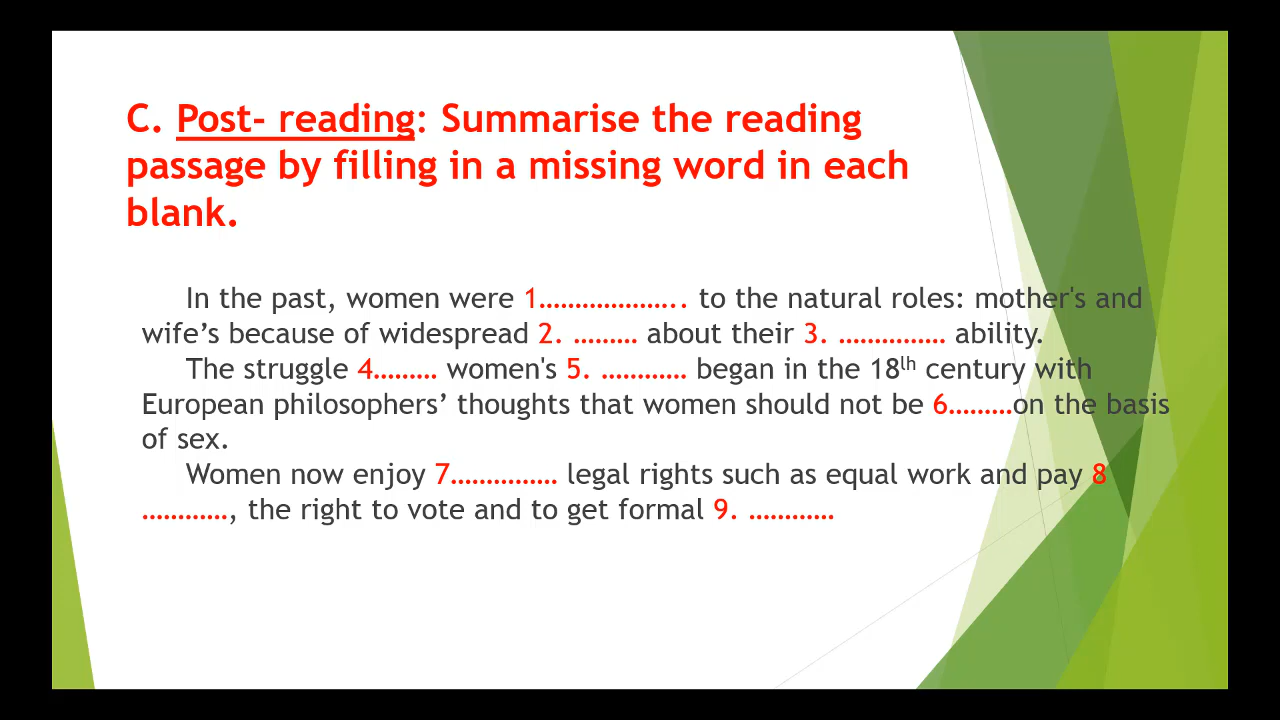 C. Post- reading: Summarise the reading
passage by filling in a missing word in each
blank.
In the past, women were 1……………….. to the natural roles: mother's and
wife’s because of widespread 2. ……… about their 3. …………… ability.
The struggle 4……… women's 5. ………… began in the 18lh century with
European philosophers’ thoughts that women should not be 6………on the basis
of sex.
Women now enjoy 7…………… legal rights such as equal work and pay 8
…………, the right to vote and to get formal 9. …………